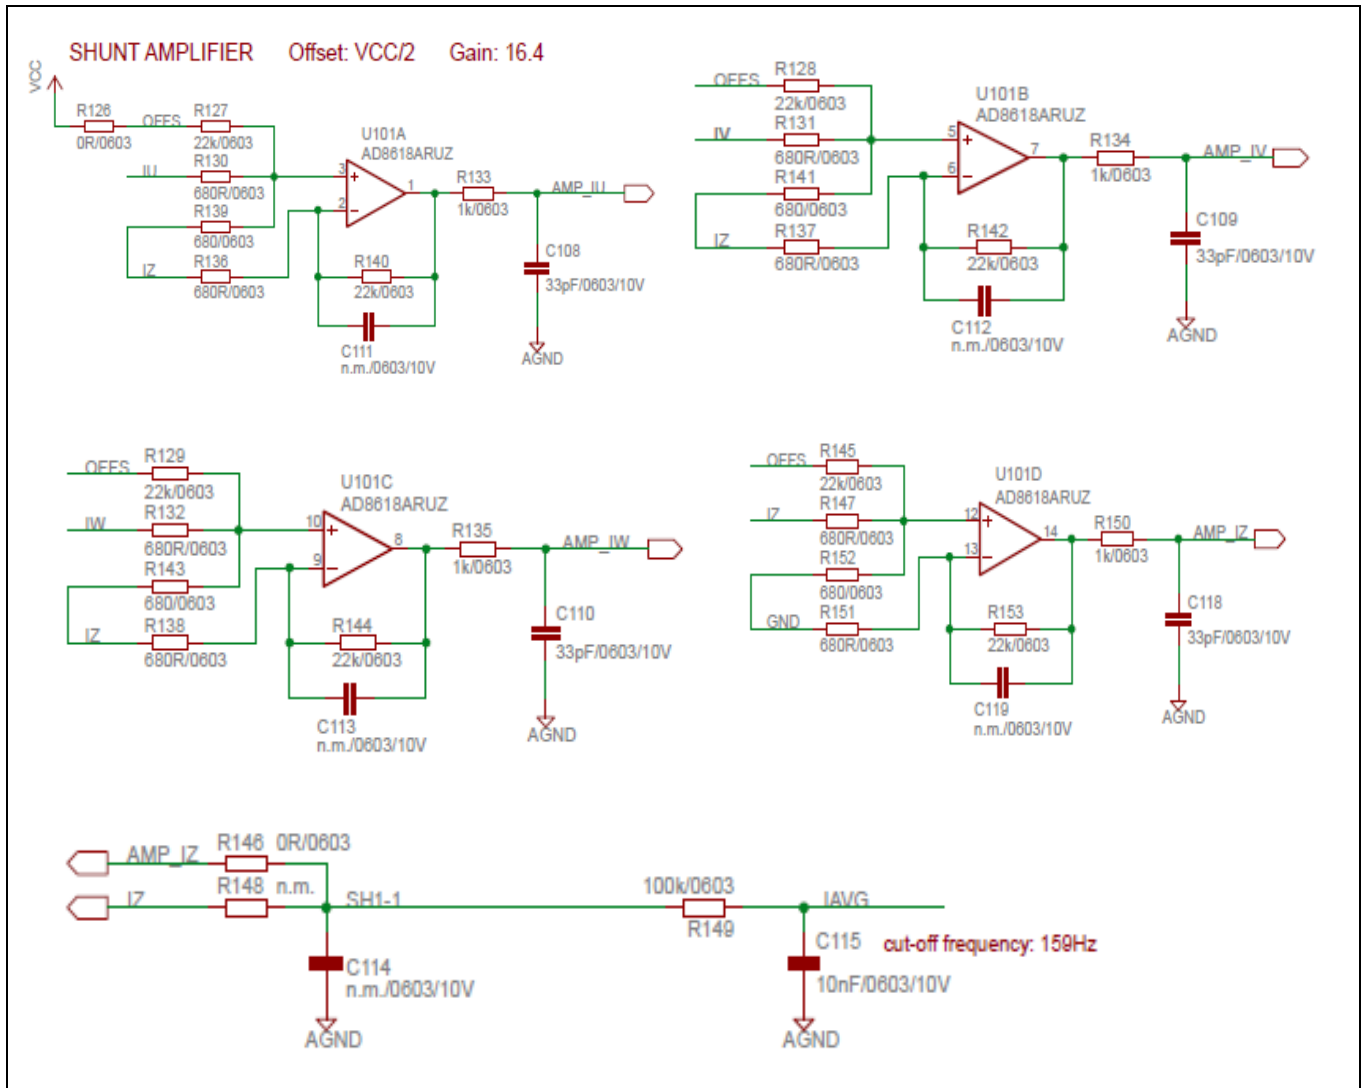 SHUNT AMPLIFIER Offset: VCC/2 Gain: 16.4
VCC
R126
0R/0603
OFFS
R127
22k/0603
IU
R130
680R/0603
R139
680/0603
IZ
R136
680R/0603
U101A
AD8618ARUZ
3
2
1
R140
22k/0603
C111
n.m./0603/10V
R133
1k/0603
AMP_IU
C108
33pF/0603/10V
AGND
OFFS
R128
22k/0603
IV
R131
680R/0603
R141
680/0603
IZ
R137
680R/0603
U101B
AD8618ARUZ
5
6
7
R142
22k/0603
C112
n.m./0603/10V
R134
1k/0603
AMP_IV
C109
33pF/0603/10V
AGND
OFFS
R129
22k/0603
IW
R132
680R/0603
R143
680/0603
IZ
R138
680R/0603
U101C
AD8618ARUZ
10
9
8
R144
22k/0603
C113
n.m./0603/10V
R135
1k/0603
AMP_IW
C110
33pF/0603/10V
AGND
OFFS
R145
22k/0603
IZ
R147
680R/0603
R152
680/0603
GND
R151
680R/0603
U101D
AD8618ARUZ
12
13
14
R153
22k/0603
C119
n.m./0603/10V
R150
1k/0603
AMP_IZ
C118
33pF/0603/10V
AGND
AMP_IZ
R146 0R/0603
IZ
R148 n.m.
SH1-1
C114
n.m./0603/10V
AGND
100k/0603
R149
IAVG
C115
10nF/0603/10V
AGND
cut-off frequency: 159Hz